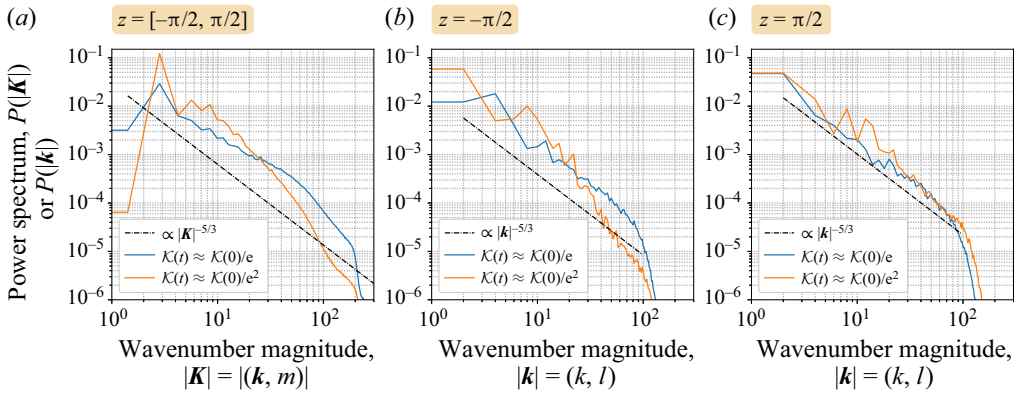 (a) z = [–π/2, π/2]
(b) z = –π/2
(c) z = π/2
Power spectrum, P(|K|)
or P(|k|)
10⁻¹
10⁻²
10⁻³
10⁻⁴
10⁻⁵
10⁻⁶
∝ |K|⁻⁵/³
𝒦(t) ≈ 𝒦(0)/e
𝒦(t) ≈ 𝒦(0)/e²
10⁰ 10¹ 10²
Wavenumber magnitude,
|K| = |(k, m)|
10⁻¹
10⁻²
10⁻³
10⁻⁴
10⁻⁵
10⁻⁶
∝ |k|⁻⁵/³
𝒦(t) ≈ 𝒦(0)/e
𝒦(t) ≈ 𝒦(0)/e²
10⁰ 10¹ 10²
Wavenumber magnitude,
|k| = (k, l)
10⁻¹
10⁻²
10⁻³
10⁻⁴
10⁻⁵
10⁻⁶
∝ |k|⁻⁵/³
𝒦(t) ≈ 𝒦(0)/e
𝒦(t) ≈ 𝒦(0)/e²
10⁰ 10¹ 10²
Wavenumber magnitude,
|k| = (k, l)